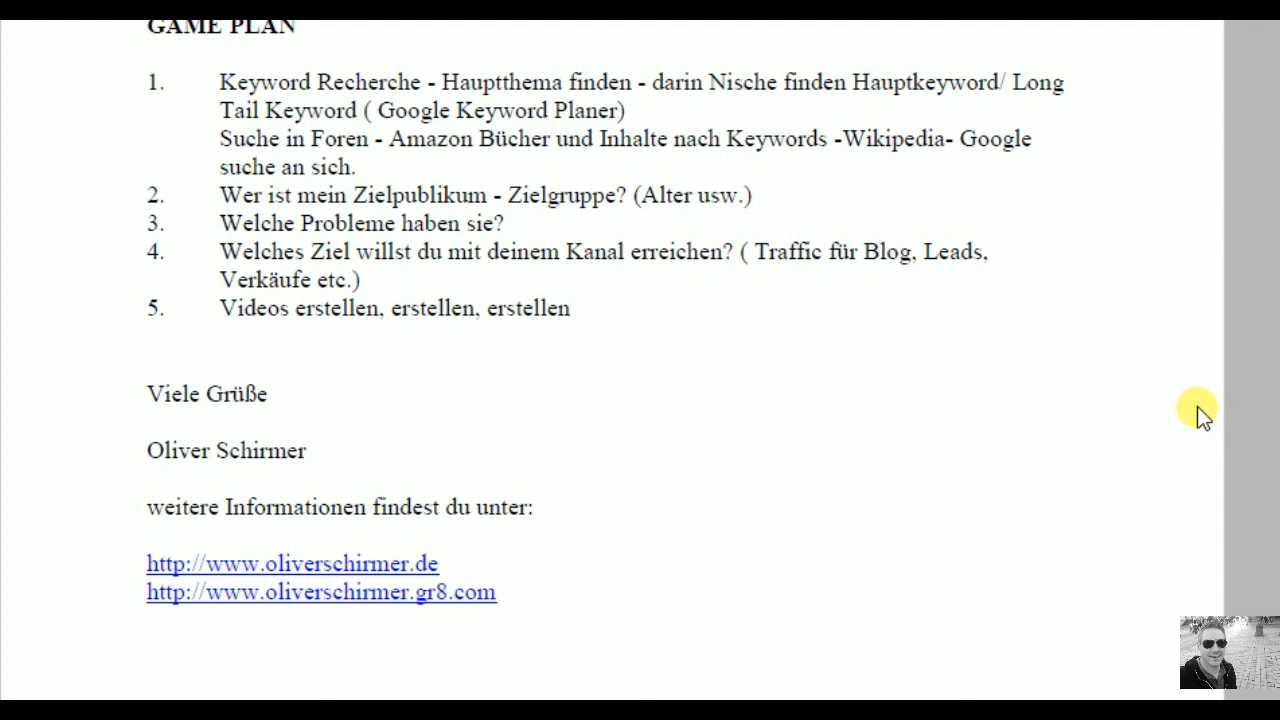 GAME PLAN
1. Keyword Recherche - Hauptthema finden - darin Nische finden Hauptkeyword/ Long
Tail Keyword ( Google Keyword Planer)
Suche in Foren - Amazon Bücher und Inhalte nach Keywords -Wikipedia- Google
suche an sich.
2. Wer ist mein Zielpublikum - Zielgruppe? (Alter usw.)
3. Welche Probleme haben sie?
4. Welches Ziel willst du mit deinem Kanal erreichen? ( Traffic für Blog, Leads,
Verkäufe etc.)
5. Videos erstellen, erstellen, erstellen
Viele Grüße
Oliver Schirmer
weitere Informationen findest du unter:
http://www.oliverschirmer.de
http://www.oliverschirmer.gr8.com